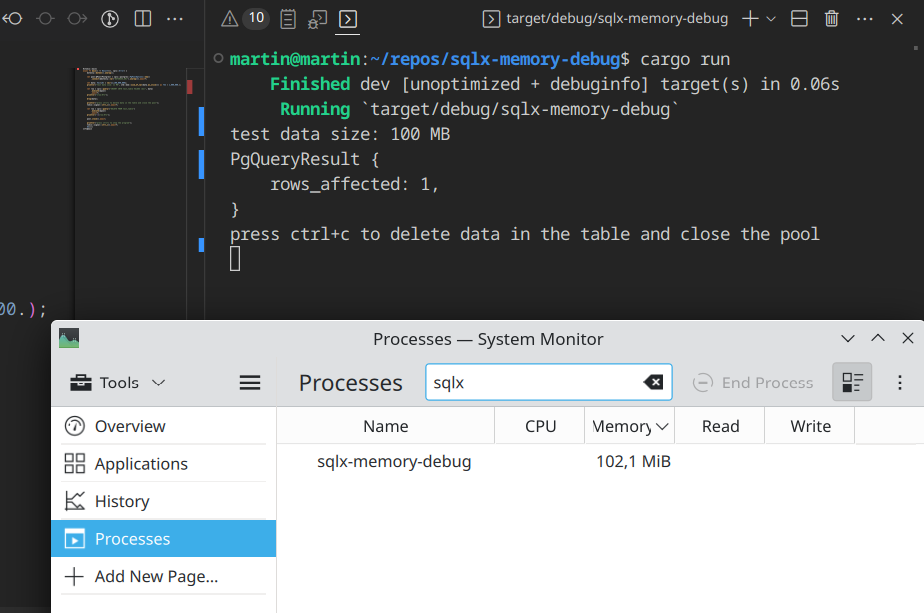 10
target/debug/sqlx-memory-debug
martin@martin:~/repos/sqlx-memory-debug$ cargo run
Finished dev [unoptimized + debuginfo] target(s) in 0.06s
Running `target/debug/sqlx-memory-debug`
test data size: 100 MB
PgQueryResult {
rows_affected: 1,
}
press ctrl+c to delete data in the table and close the pool
00.);
Processes — System Monitor
Tools
Processes
sqlx
End Process
Overview
Applications
History
Processes
Add New Page...
Name CPU Memory Read Write
sqlx-memory-debug 102,1 MiB